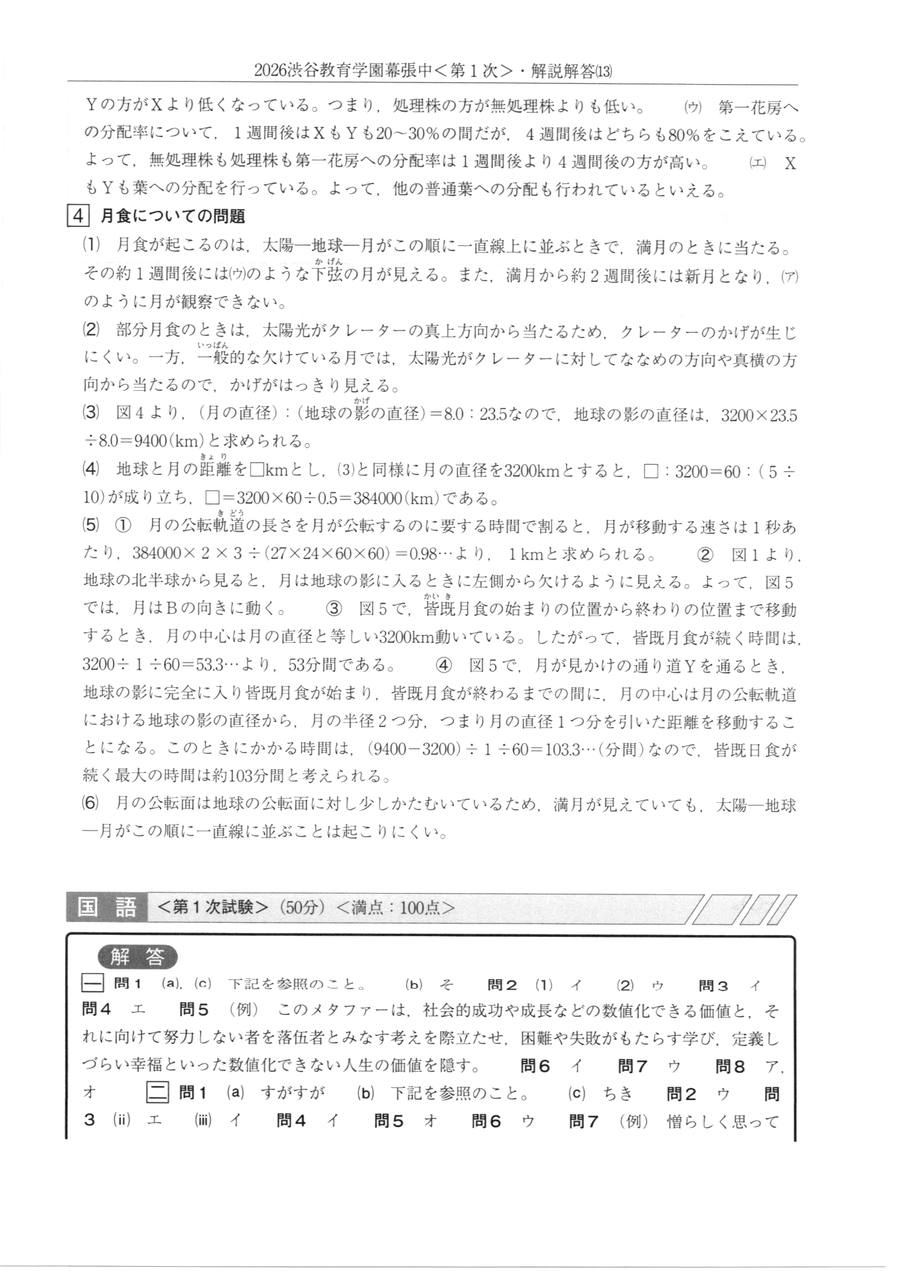 2026渋谷教育学園幕張中＜第１次＞・解説解答⒀
Ｙの方がＸより低くなっている。つまり，処理株の方が無処理株よりも低い。　㈦　第一花房へ
の分配率について，１週間後はＸもＹも20〜30％の間だが，４週間後はどちらも80％をこえている。
よって，無処理株も処理株も第一花房への分配率は１週間後より４週間後の方が高い。　㈣　Ｘ
もＹも葉への分配を行っている。よって，他の普通葉への分配も行われているといえる。
４ 月食についての問題
⑴　月食が起こるのは，太陽―地球―月がこの順に一直線上に並ぶときで，満月のときに当たる。
その約１週間後には(ウ)のような下弦の月が見える。また，満月から約２週間後には新月となり，(ア)
のように月が観察できない。
⑵　部分月食のときは，太陽光がクレーターの真上方向から当たるため，クレーターのかげが生じ
にくい。一方，一般的な欠けている月では，太陽光がクレーターに対してななめの方向や真横の方
向から当たるので，かげがはっきり見える。
⑶　図４より，（月の直径）：（地球の影の直径）＝8.0：23.5なので，地球の影の直径は，3200×23.5
÷8.0＝9400（km）と求められる。
⑷　地球と月の距離を□kmとし，⑶と同様に月の直径を3200kmとすると，□：3200＝60：（５÷
10）が成り立ち，□＝3200×60÷0.5＝384000（km）である。
⑸　①　月の公転軌道の長さを月が公転するのに要する時間で割ると，月が移動する速さは１秒あ
たり，384000×２×３÷（27×24×60×60）＝0.98…より，１kmと求められる。　②　図１より，
地球の北半球から見ると，月は地球の影に入るときに左側から欠けるように見える。よって，図５
では，月はＢの向きに動く。　③　図５で，皆既月食の始まりの位置から終わりの位置まで移動
するとき，月の中心は月の直径と等しい3200km動いている。したがって，皆既月食が続く時間は，
3200÷１÷60＝53.3…より，53分間である。　④　図５で，月が見かけの通り道Ｙを通るとき，
地球の影に完全に入り皆既月食が始まり，皆既月食が終わるまでの間に，月の中心は月の公転軌道
における地球の影の直径から，月の半径２つ分，つまり月の直径１つ分を引いた距離を移動するこ
とになる。このときにかかる時間は，（9400−3200）÷１÷60＝103.3…（分間）なので，皆既日食が
続く最大の時間は約103分間と考えられる。
⑹　月の公転面は地球の公転面に対し少しかたむいているため，満月が見えていても，太陽―地球
―月がこの順に一直線に並ぶことは起こりにくい。
国　語　＜第１次試験＞（50分）＜満点：100点＞
解　答
一　問１　(a)，(c)　下記を参照のこと。　(b)　そ　問２　(1)　イ　(2)　ウ　問３　イ
問４　エ　問５　（例）　このメタファーは，社会的成功や成長などの数値化できる価値と，そ
れに向けて努力しない者を落伍者とみなす考えを際立たせ，困難や失敗がもたらす学び，定義し
づらい幸福といった数値化できない人生の価値を隠す。　問６　イ　問７　ウ　問８　ア，
オ　二　問１　(a)　すがすが　(b)　下記を参照のこと。　(c)　ちき　問２　ウ　問
３　(ii)　エ　(iii)　イ　問４　イ　問５　オ　問６　ウ　問７　（例）　憎らしく思って